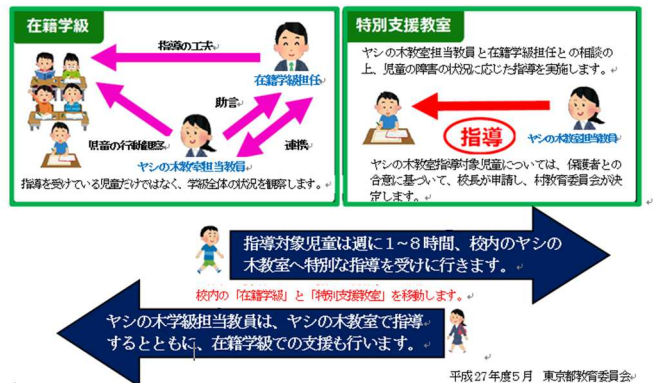 在籍学級
指導の工夫
在籍学級担任
助言
児童の行動観察
連携
ヤシの木教室担当教員
指導を受けている児童だけではなく、学級全体の状況を観察します。
特別支援教室
ヤシの木教室担当教員と在籍学級担任との相談の
上、児童の障害の状況に応じた指導を実施します。
指導
ヤシの木教室担当教員
ヤシの木教室指導対象児童については、保護者との
合意に基づいて、校長が申請し、村教育委員会が決
定します。
指導対象児童は週に1~8時間、校内のヤシの
木教室へ特別な指導を受けに行きます。
校内の「在籍学級」と「特別支援教室」を移動します。
ヤシの木学級担当教員は、ヤシの木教室で指導
するとともに、在籍学級での支援も行います。
平成27年度5月 東京都教育委員会